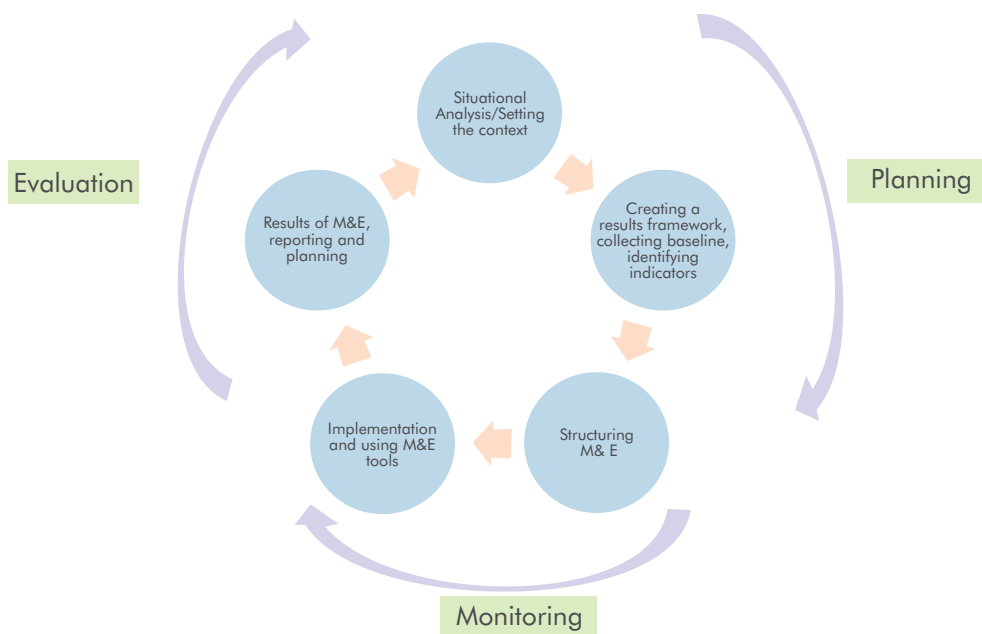 Situational
Analysis/Setting
the context
Evaluation
Planning
Results of M&E,
reporting and
planning
Creating a
results framework,
collecting baseline,
identifying
indicators
Implementation
and using M&E
tools
Structuring
M& E
Monitoring